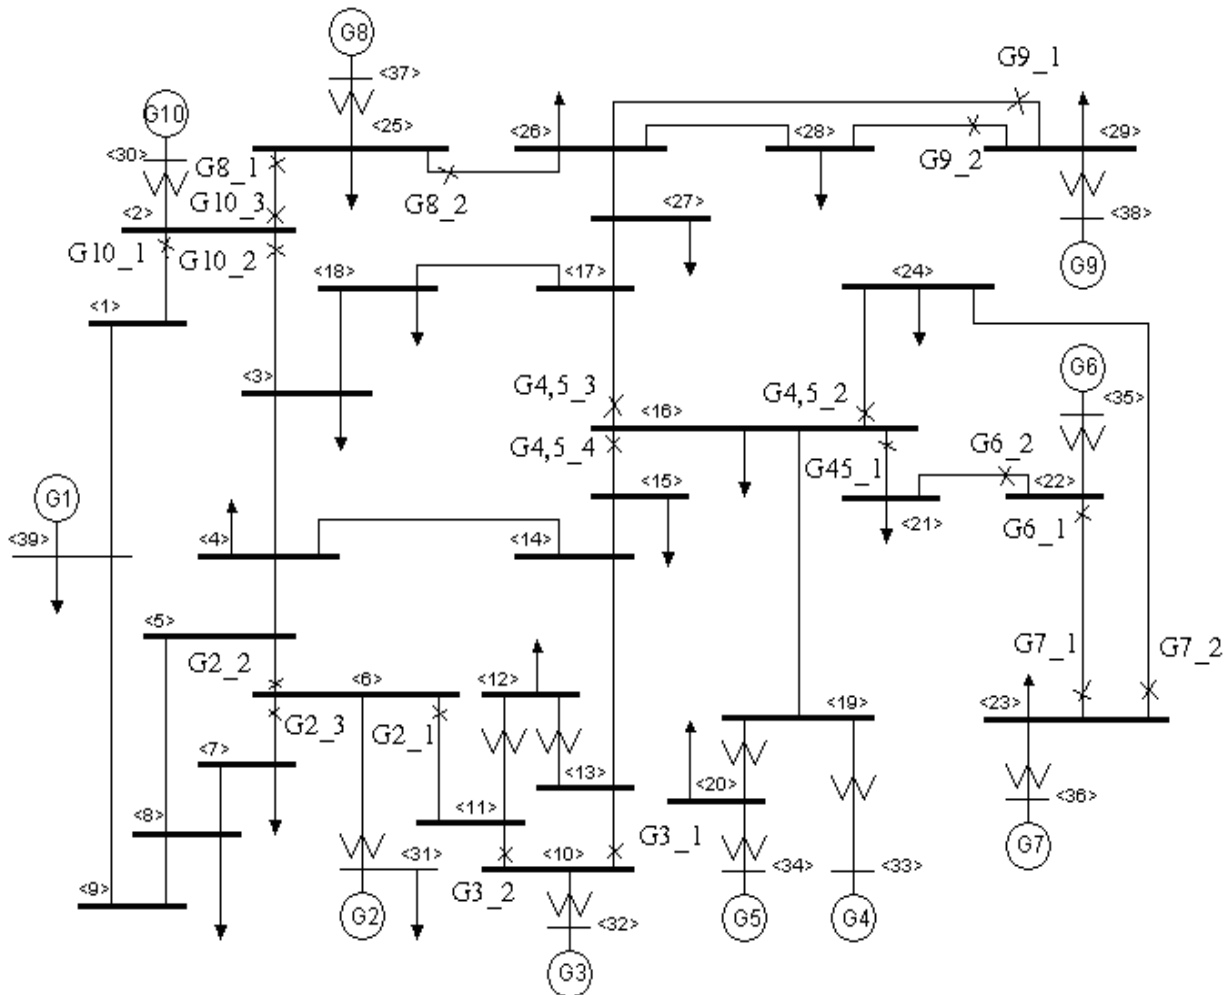 G8
G9_1
<37>
G10
<25>
<26>
<28>
<29>
<30>
G8_1
G9_2
G8_2
G10_3
<2>
<27>
<38>
G10_1
G10_2
<18>
<17>
<24>
G9
<1>
G6
<3>
G4,5_3
<16>
G4,5_2
<35>
G4,5_4
G6_2
G45_1
<15>
<22>
G1
<21>
G6_1
<39>
<4>
<14>
<5>
G2_2
G7_1
G7_2
<6>
<12>
<19>
<23>
G2_3
G2_1
<7>
<13>
<20>
<36>
<8>
<11>
G3_1
G7
<31>
<10>
<34>
<33>
<9>
G3_2
G2
<32>
G5
G4
G3